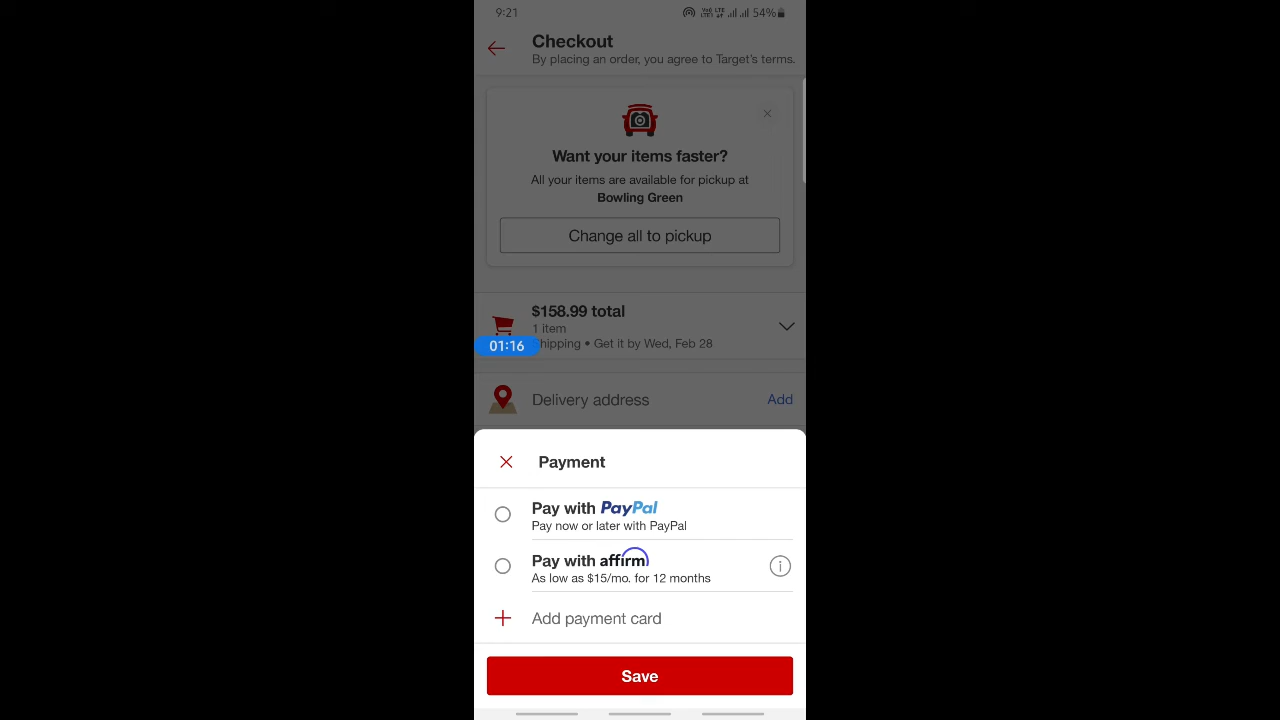 9:21
54%
Checkout
By placing an order, you agree to Target's terms.
Want your items faster?
All your items are available for pickup at
Bowling Green
Change all to pickup
$158.99 total
1 item
01:16
hipping • Get it by Wed, Feb 28
Delivery address
Add
Payment
Pay with PayPal
Pay now or later with PayPal
Pay with affirm
As low as $15/mo. for 12 months
Add payment card
Save